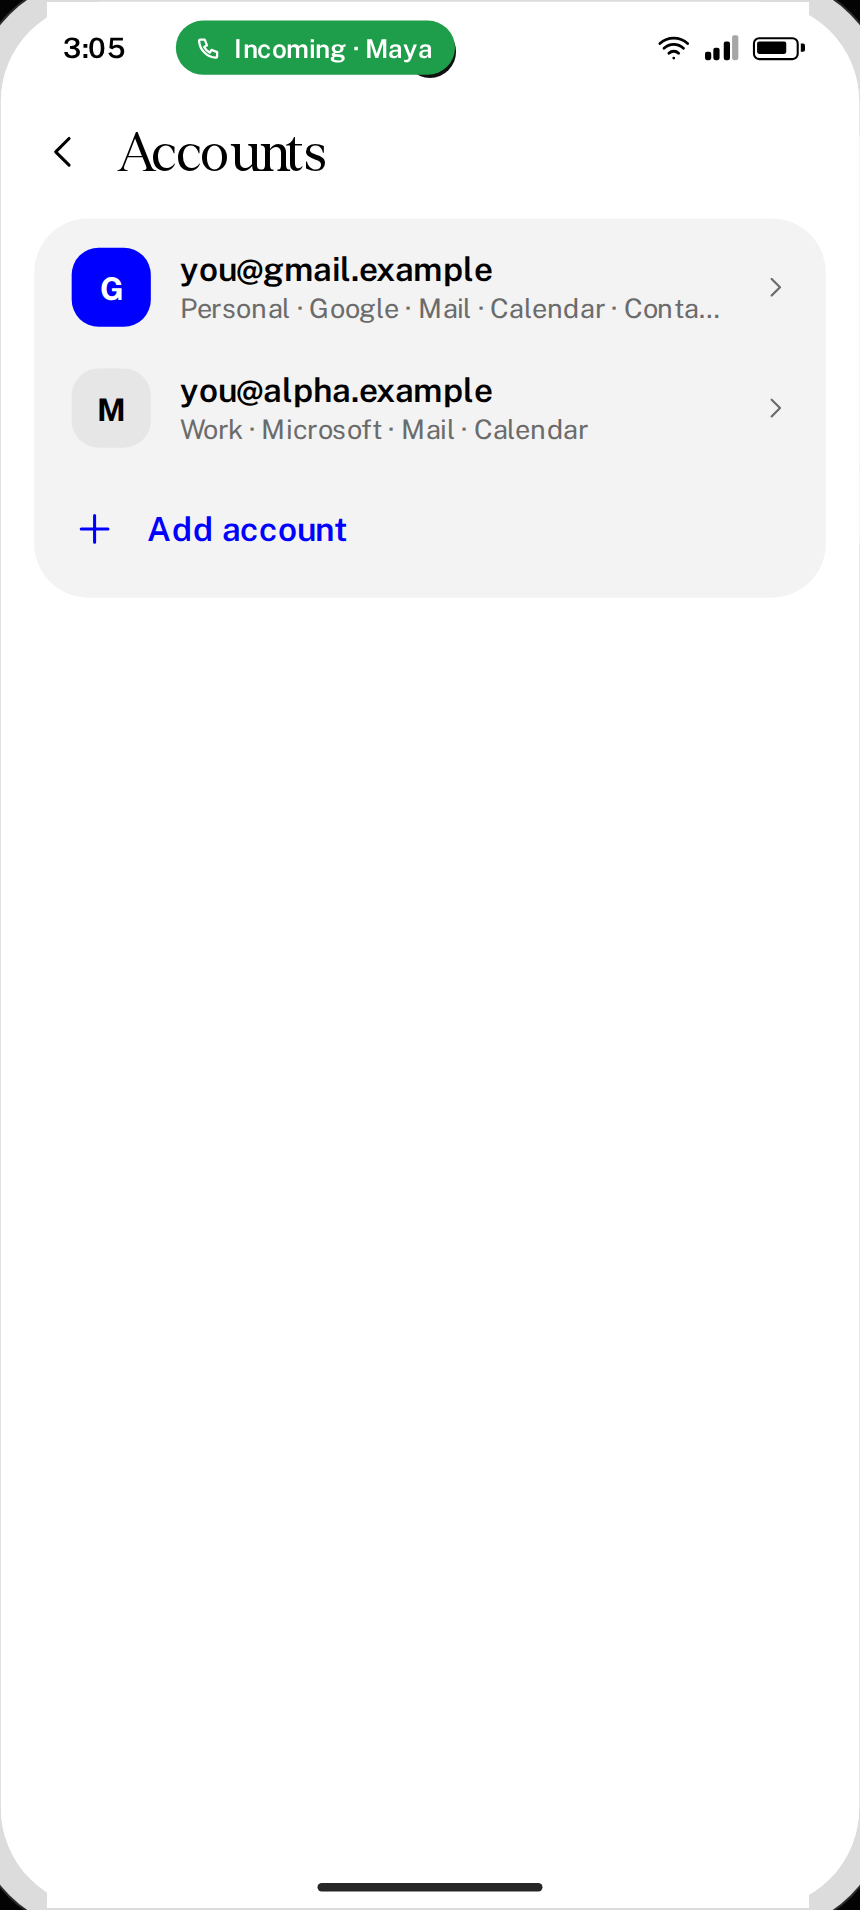 3:05
Incoming · Maya
Accounts
G
you@gmail.example
Personal · Google · Mail · Calendar · Conta...
M
you@alpha.example
Work · Microsoft · Mail · Calendar
Add account